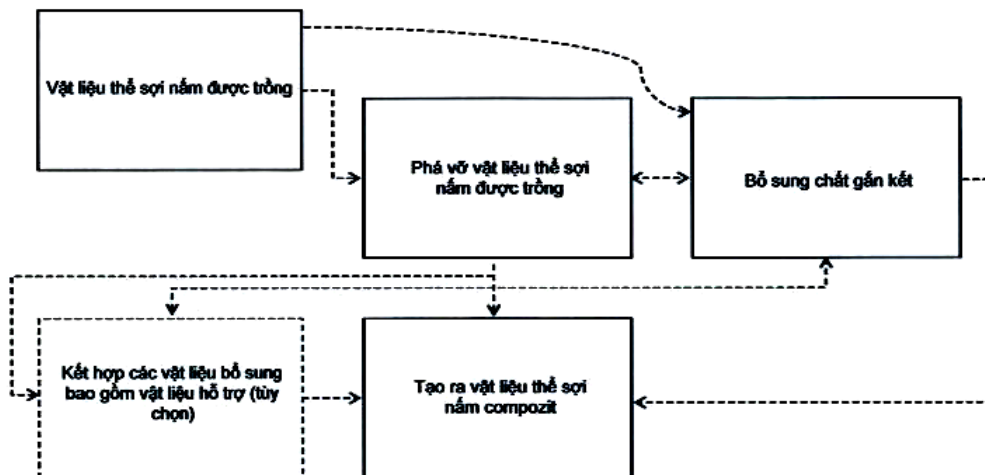 Vật liệu thể sợi nấm được trồng
Phá vỡ vật liệu thể sợi
nấm được trồng
Bổ sung chất gắn kết
Kết hợp các vật liệu bổ sung
bao gồm vật liệu hỗ trợ (tùy
chọn)
Tạo ra vật liệu thể sợi
nấm compozit